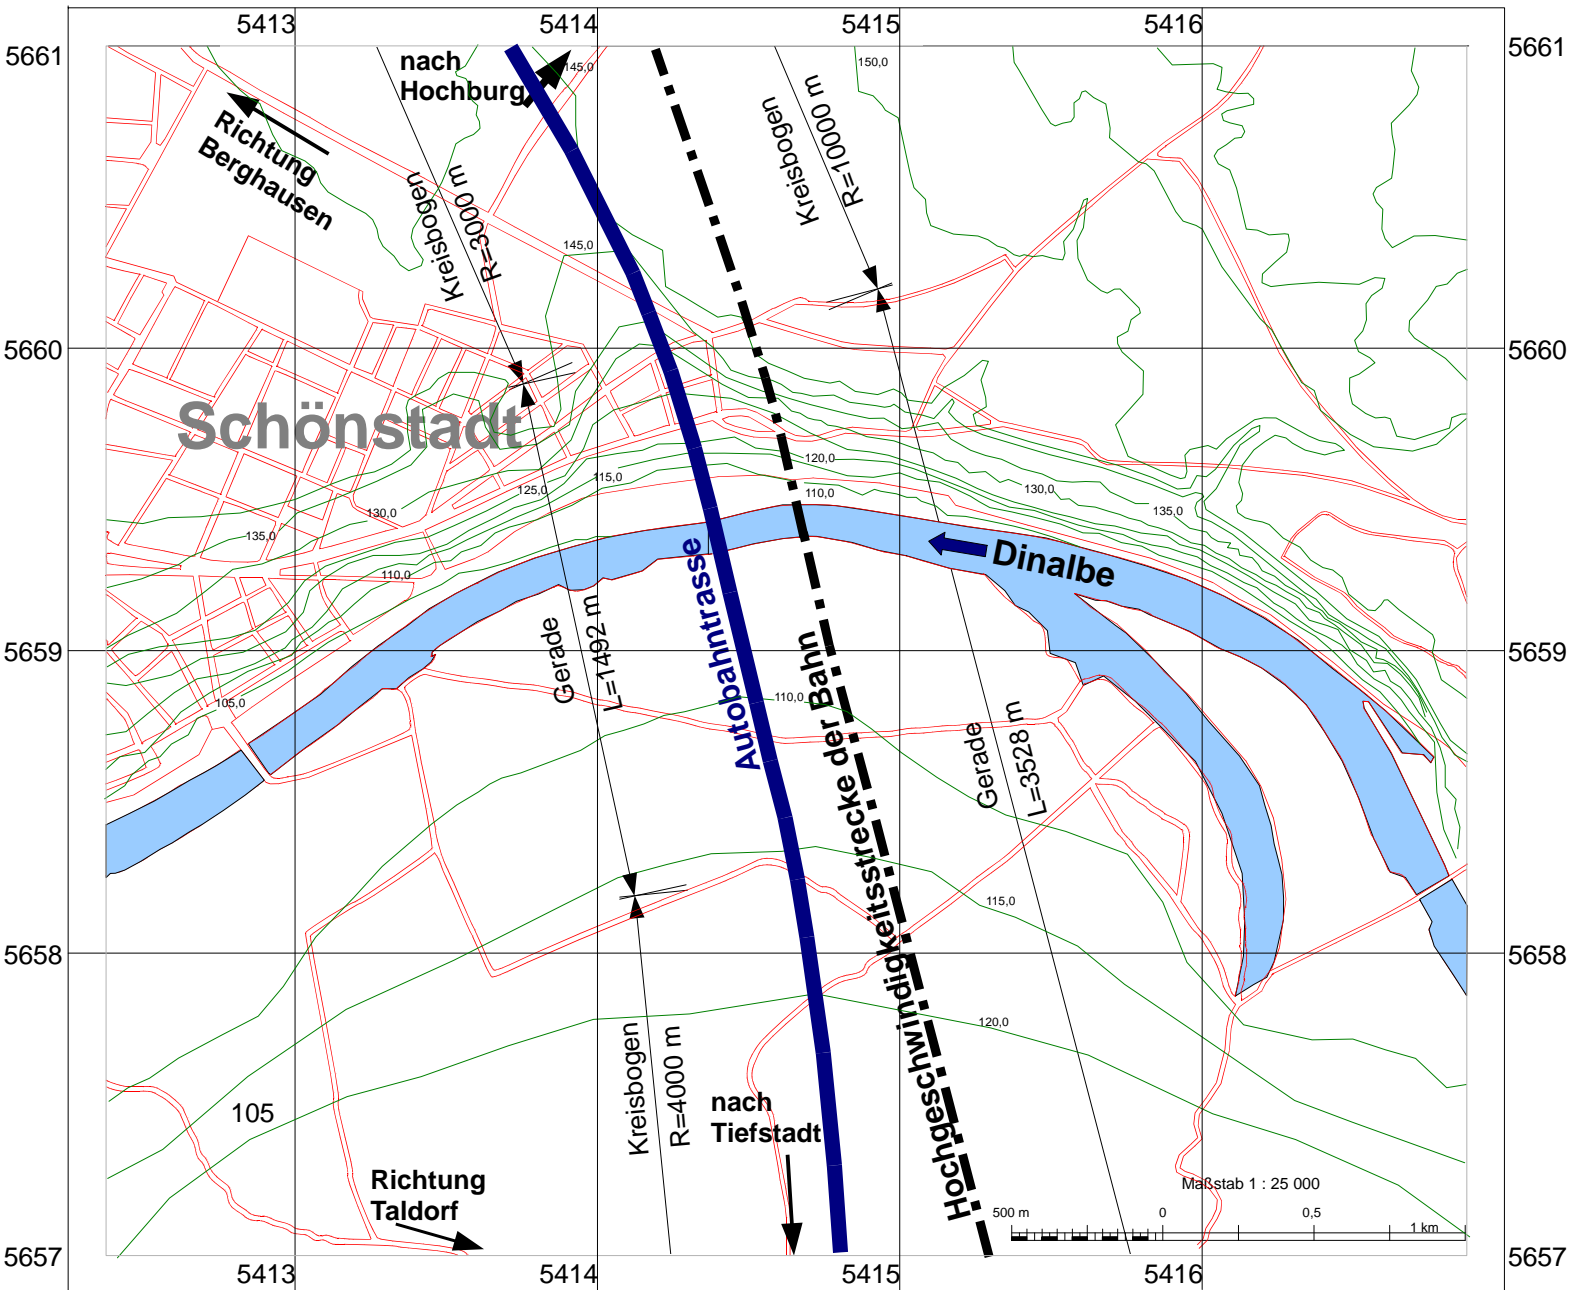 5413
5414
5415
5416
5661
5661
nach
Hochburg
145,0
150,0
Richtung
Berghausen
Kreisbogen
R=3000 m
Kreisbogen
R=10000 m
145,0
5660
5660
Schönstadt
120,0
115,0
125,0
110,0
130,0
130,0
135,0
135,0
110,0
Dinalbe
Autobahntrasse
Gerade
L=1492 m
5659
5659
105,0
110,0
Hochgeschwindigkeitsstrecke der Bahn
Gerade
L=3528 m
115,0
5658
5658
120,0
Kreisbogen
R=4000 m
105
nach
Tiefstadt
Richtung
Taldorf
Maßstab 1 : 25 000
500 m
0
0,5
1 km
5657
5657
5413
5414
5415
5416